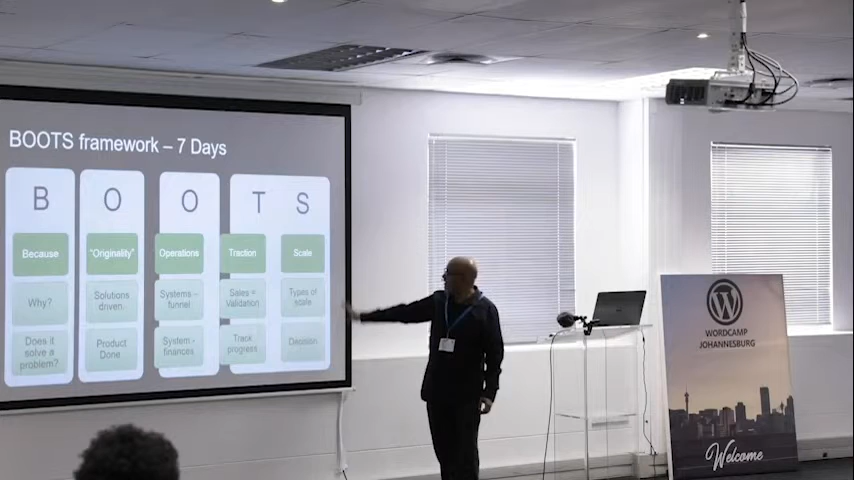 BOOTS framework – 7 Days
B O O T S
Because "Originality" Operations Traction Scale
Why? Solutions driven. Systems – funnel Sales = Validation Types of scale
Does it solve a problem? Product Done System - finances Track progress Decision
W
WORDCAMP
JOHANNESBURG
Welcome